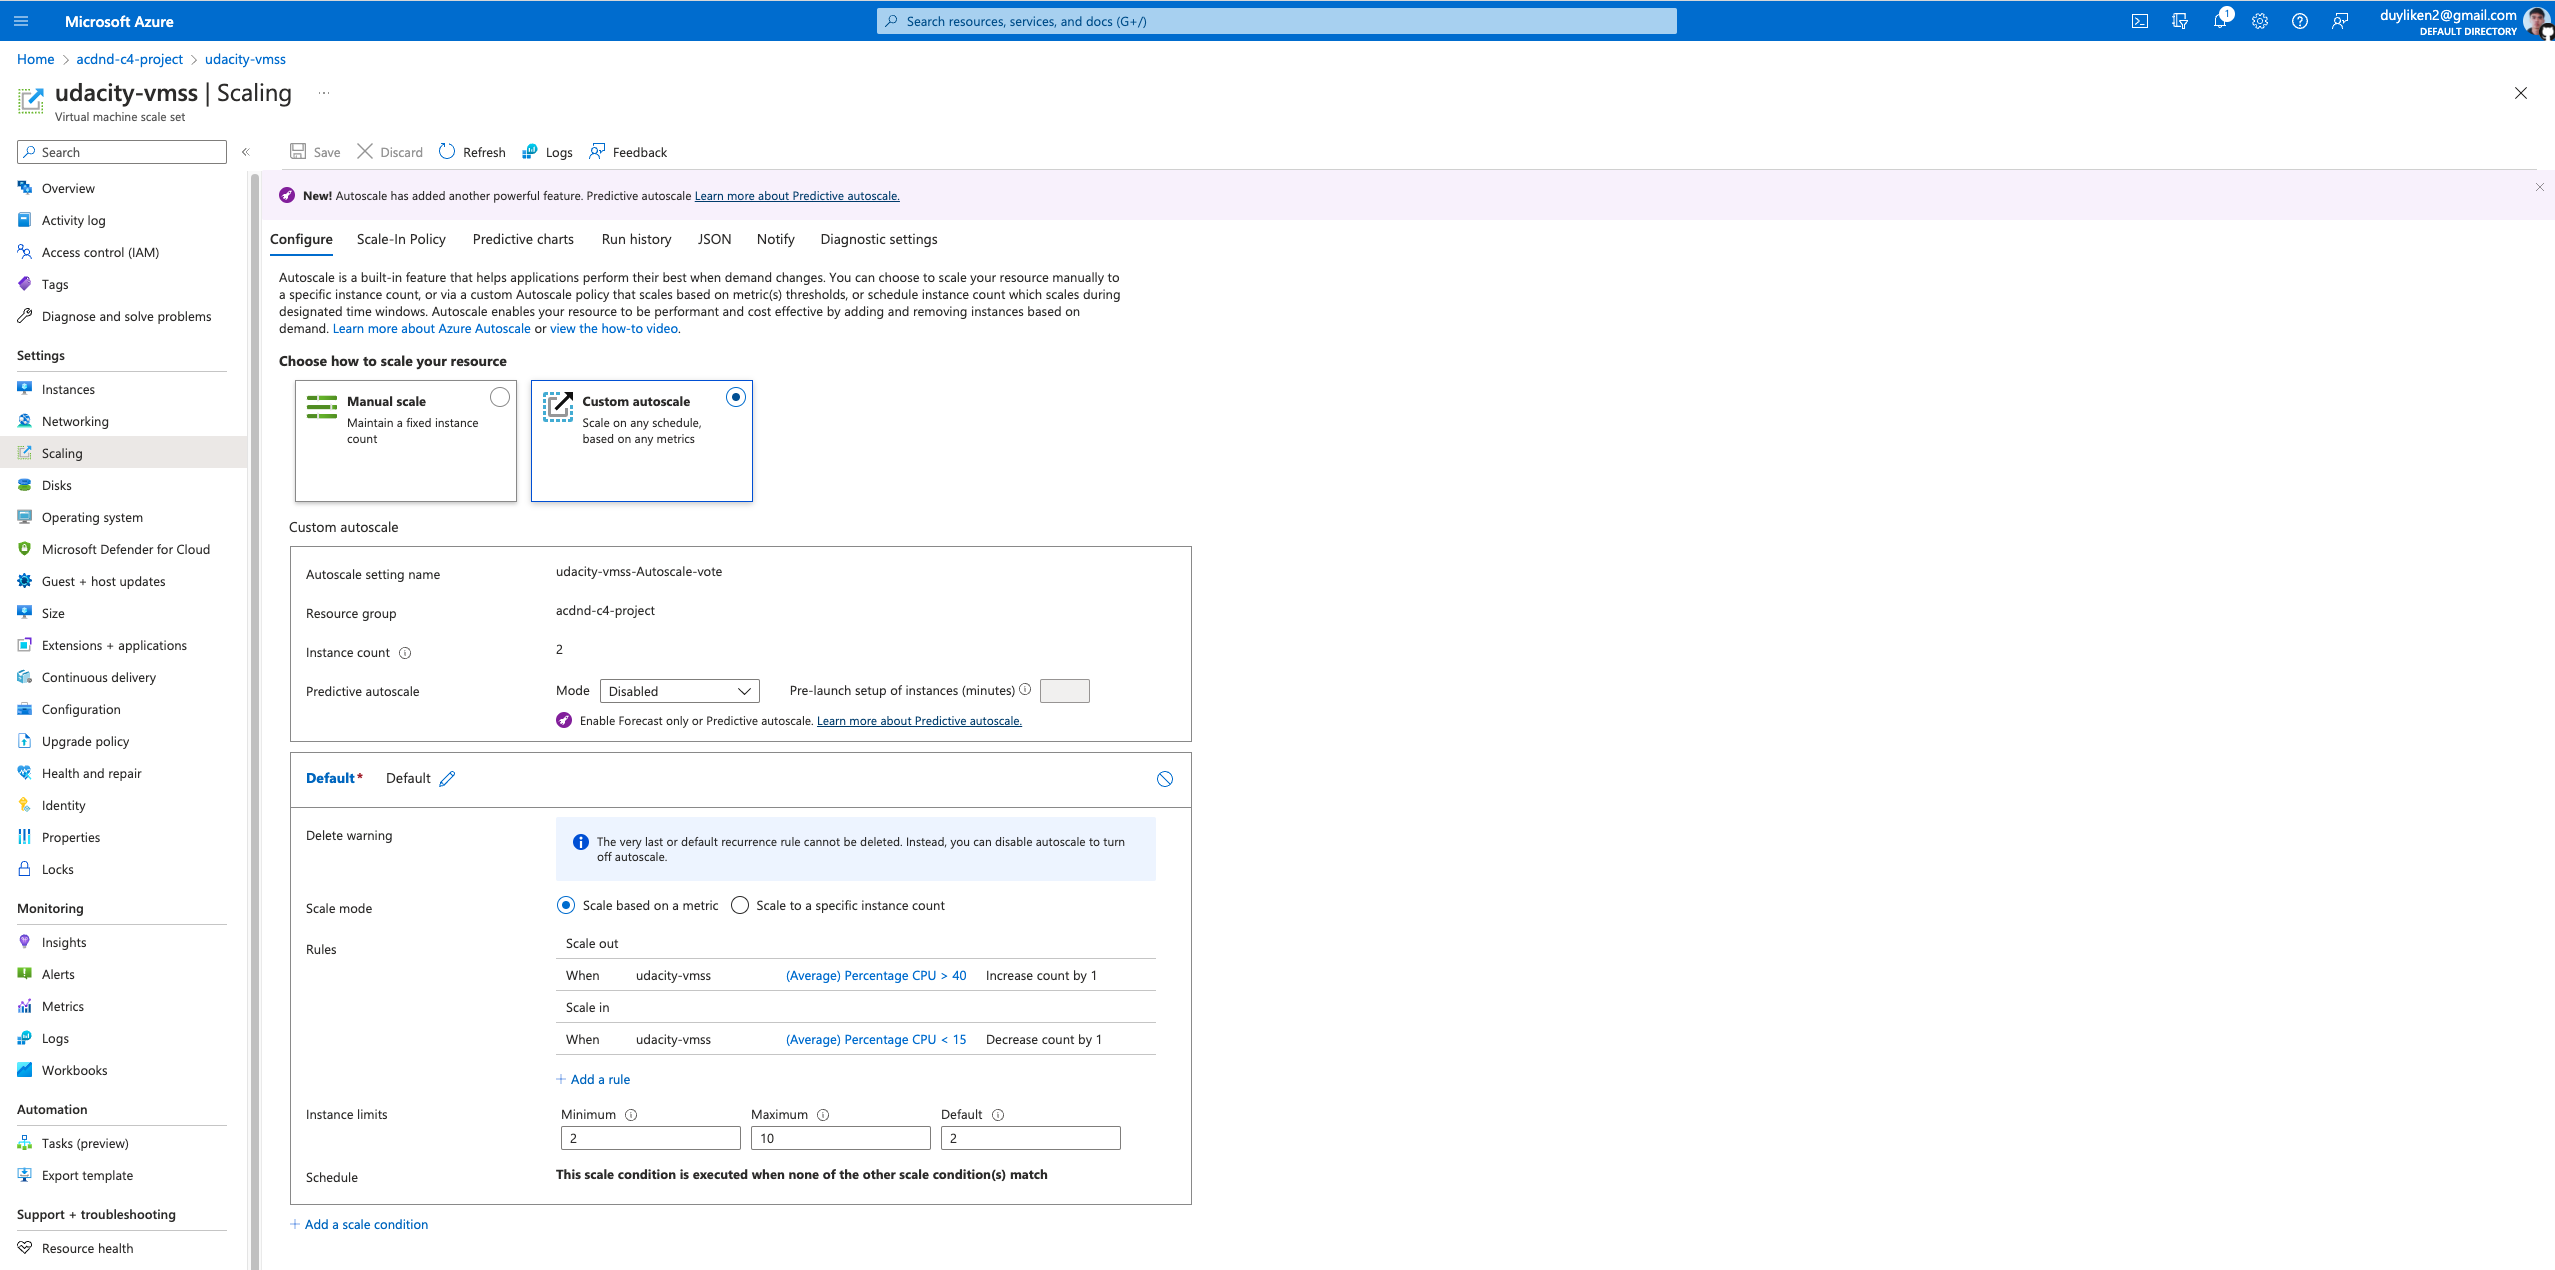 Microsoft Azure
Search resources, services, and docs (G+/)
1
duyliken2@gmail.com
DEFAULT DIRECTORY
Home > acdnd-c4-project > udacity-vmss
udacity-vmss | Scaling ...
Virtual machine scale set
Search
«
Save
Discard
Refresh
Logs
Feedback
Overview
Activity log
Access control (IAM)
Tags
Diagnose and solve problems
Settings
Instances
Networking
Scaling
Disks
Operating system
Microsoft Defender for Cloud
Guest + host updates
Size
Extensions + applications
Continuous delivery
Configuration
Upgrade policy
Health and repair
Identity
Properties
Locks
Monitoring
Insights
Alerts
Metrics
Logs
Workbooks
Automation
Tasks (preview)
Export template
Support + troubleshooting
Resource health
New! Autoscale has added another powerful feature. Predictive autoscale Learn more about Predictive autoscale.
Configure
Scale-In Policy
Predictive charts
Run history
JSON
Notify
Diagnostic settings
Autoscale is a built-in feature that helps applications perform their best when demand changes. You can choose to scale your resource manually to
a specific instance count, or via a custom Autoscale policy that scales based on metric(s) thresholds, or schedule instance count which scales during
designated time windows. Autoscale enables your resource to be performant and cost effective by adding and removing instances based on
demand. Learn more about Azure Autoscale or view the how-to video.
Choose how to scale your resource
Manual scale
Maintain a fixed instance
count
Custom autoscale
Scale on any schedule,
based on any metrics
Custom autoscale
Autoscale setting name
udacity-vmss-Autoscale-vote
Resource group
acdnd-c4-project
Instance count
2
Predictive autoscale
Mode
Disabled
Pre-launch setup of instances (minutes)
Enable Forecast only or Predictive autoscale. Learn more about Predictive autoscale.
Default* Default
Delete warning
The very last or default recurrence rule cannot be deleted. Instead, you can disable autoscale to turn
off autoscale.
Scale mode
Scale based on a metric
Scale to a specific instance count
Rules
Scale out
When udacity-vmss (Average) Percentage CPU > 40 Increase count by 1
Scale in
When udacity-vmss (Average) Percentage CPU < 15 Decrease count by 1
+ Add a rule
Instance limits
Minimum
Maximum
Default
2
10
2
Schedule
This scale condition is executed when none of the other scale condition(s) match
+ Add a scale condition